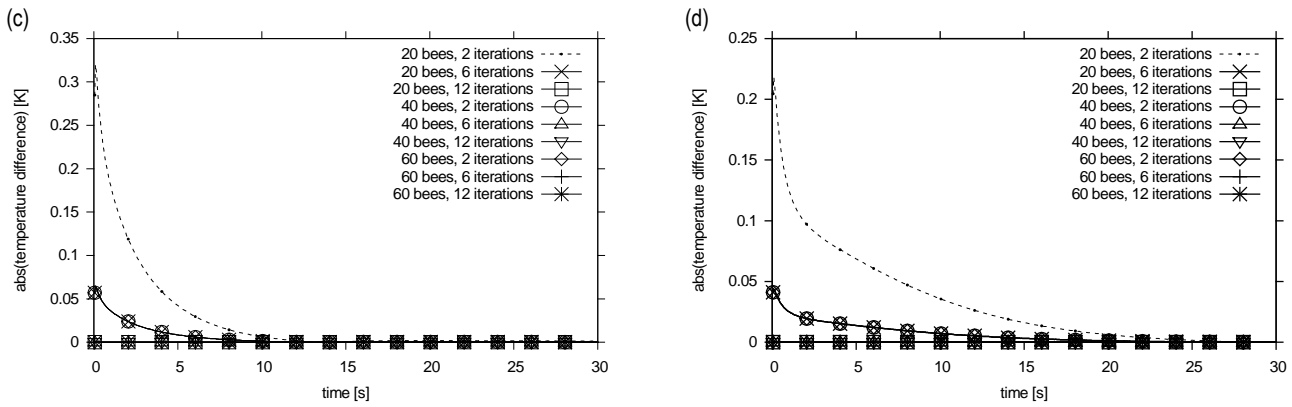 (c)
0.35
0.3
0.25
0.2
0.15
0.1
0.05
0
abs(temperature difference) [K]
20 bees, 2 iterations
20 bees, 6 iterations
20 bees, 12 iterations
40 bees, 2 iterations
40 bees, 6 iterations
40 bees, 12 iterations
60 bees, 2 iterations
60 bees, 6 iterations
60 bees, 12 iterations
0 5 10 15 20 25 30
time [s]
(d)
0.25
0.2
0.15
0.1
0.05
0
abs(temperature difference) [K]
20 bees, 2 iterations
20 bees, 6 iterations
20 bees, 12 iterations
40 bees, 2 iterations
40 bees, 6 iterations
40 bees, 12 iterations
60 bees, 2 iterations
60 bees, 6 iterations
60 bees, 12 iterations
0 5 10 15 20 25 30
time [s]